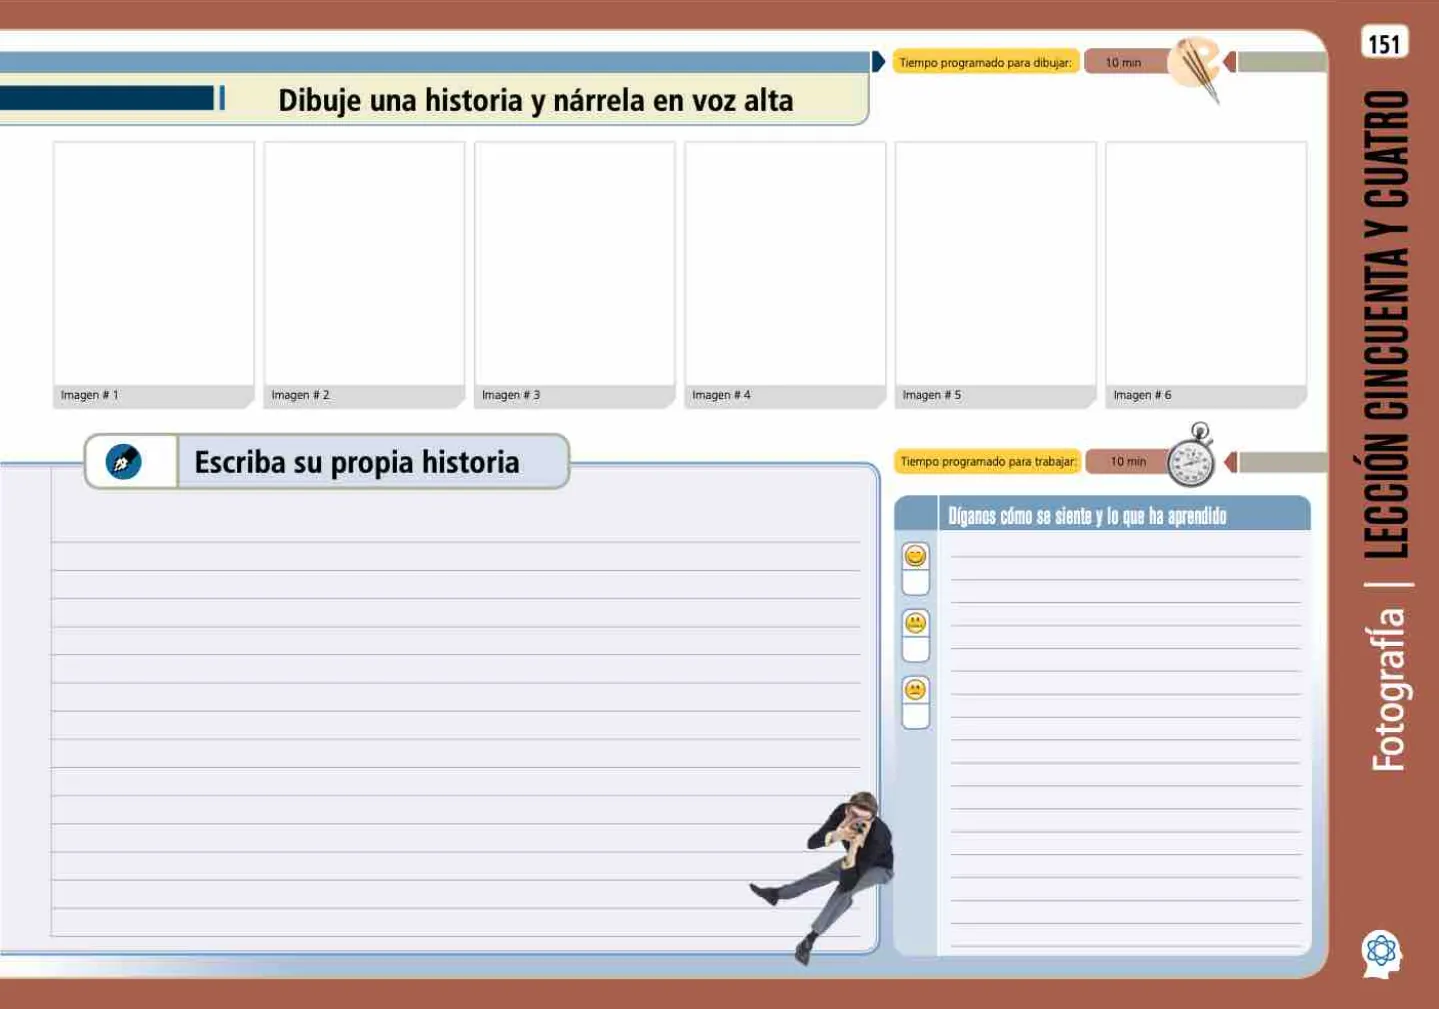 Tiempo programado para dibujar:
10 min
151
Dibuje una historia y nárrela en voz alta
Imagen # 1
Imagen # 2
Imagen # 3
Imagen # 4
Imagen # 5
Imagen # 6
Escriba su propia historia
Tiempo programado para trabajar:
10 min
Díganos cómo se siente y lo que ha aprendido
Fotografía | LECCIÓN CINCUENTA Y CUATRO